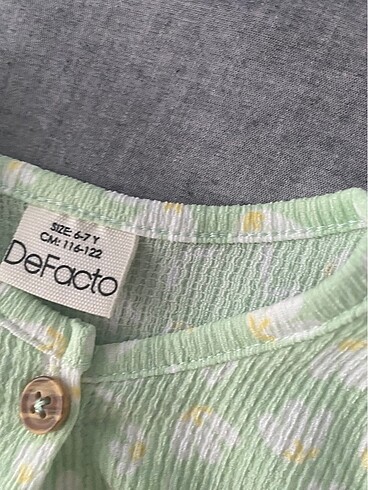 SIZE: 6-7 Y
CM: 116-122
DeFacto